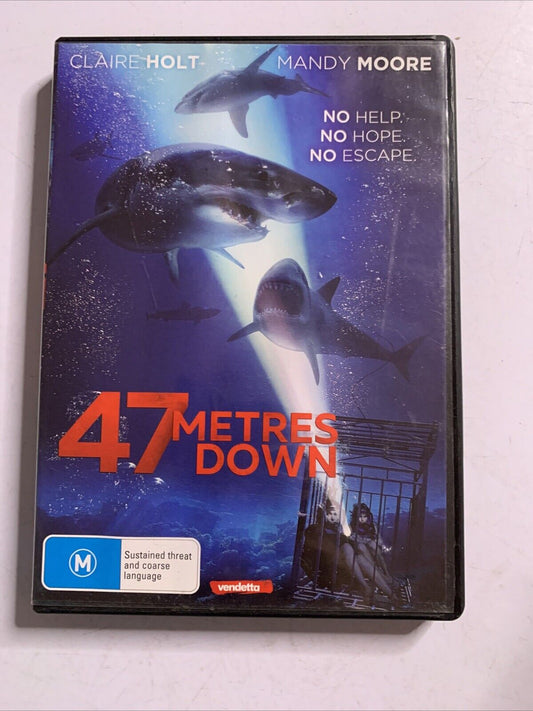 CLAIRE HOLT
MANDY MOORE
NO HELP.
NO HOPE.
NO ESCAPE.
47 METRES
DOWN
M
Sustained threat
and coarse
language
vendetta